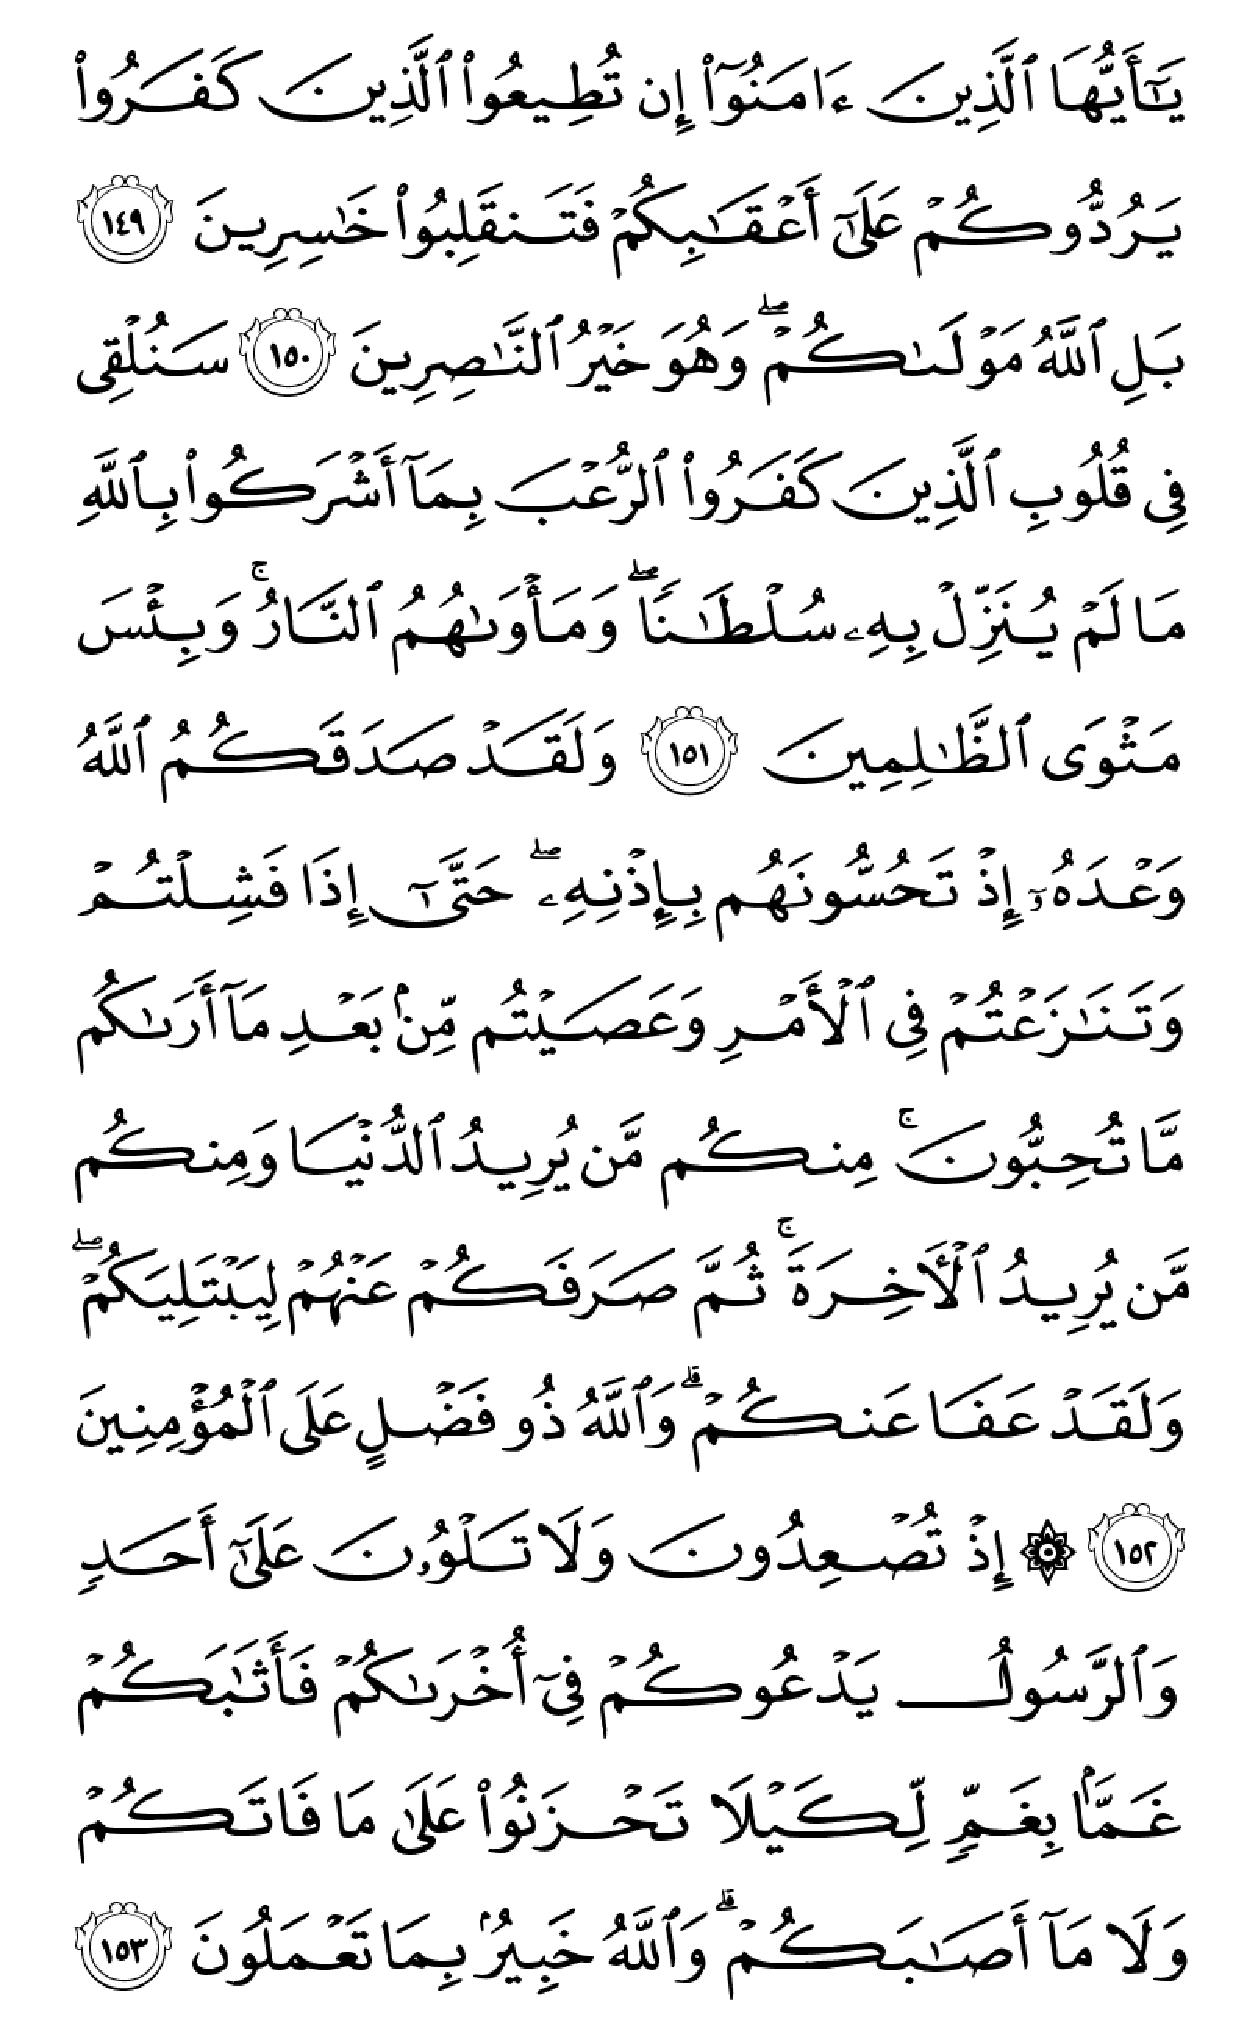 يَٰٓأَيُّهَا ٱلَّذِينَ ءَامَنُوٓا۟ إِن تُطِيعُوا۟ ٱلَّذِينَ كَفَرُوا۟
يَرُدُّوكُمْ عَلَىٰٓ أَعْقَٰبِكُمْ فَتَنقَلِبُوا۟ خَٰسِرِينَ ١٤٩
بَلِ ٱللَّهُ مَوْلَىٰكُمْ ۖ وَهُوَ خَيْرُ ٱلنَّٰصِرِينَ ١٥٠ سَنُلْقِى
فِى قُلُوبِ ٱلَّذِينَ كَفَرُوا۟ ٱلرُّعْبَ بِمَآ أَشْرَكُوا۟ بِٱللَّهِ
مَا لَمْ يُنَزِّلْ بِهِۦ سُلْطَٰنًا ۖ وَمَأْوَىٰهُمُ ٱلنَّارُ ۚ وَبِئْسَ
مَثْوَى ٱلظَّٰلِمِينَ ١٥١ وَلَقَدْ صَدَقَكُمُ ٱللَّهُ
وَعْدَهُۥٓ إِذْ تَحُسُّونَهُم بِإِذْنِهِۦ ۖ حَتَّىٰٓ إِذَا فَشِلْتُمْ
وَتَنَٰزَعْتُمْ فِى ٱلْأَمْرِ وَعَصَيْتُم مِّنۢ بَعْدِ مَآ أَرَىٰكُم
مَّا تُحِبُّونَ ۚ مِنكُم مَّن يُرِيدُ ٱلدُّنْيَا وَمِنكُم
مَّن يُرِيدُ ٱلْـَٔاخِرَةَ ۚ ثُمَّ صَرَفَكُمْ عَنْهُمْ لِيَبْتَلِيَكُمْ ۖ
وَلَقَدْ عَفَا عَنكُمْ ۗ وَٱللَّهُ ذُو فَضْلٍ عَلَى ٱلْمُؤْمِنِينَ
١٥٢ ۞ إِذْ تُصْعِدُونَ وَلَا تَلْوُۥنَ عَلَىٰٓ أَحَدٍ
وَٱلرَّسُولُ يَدْعُوكُمْ فِىٓ أُخْرَىٰكُمْ فَأَثَٰبَكُمْ
غَمًّۢا بِغَمٍّ لِّكَيْلَا تَحْزَنُوا۟ عَلَىٰ مَا فَاتَكُمْ
وَلَا مَآ أَصَٰبَكُمْ ۗ وَٱللَّهُ خَبِيرٌۢ بِمَا تَعْمَلُونَ ١٥٣